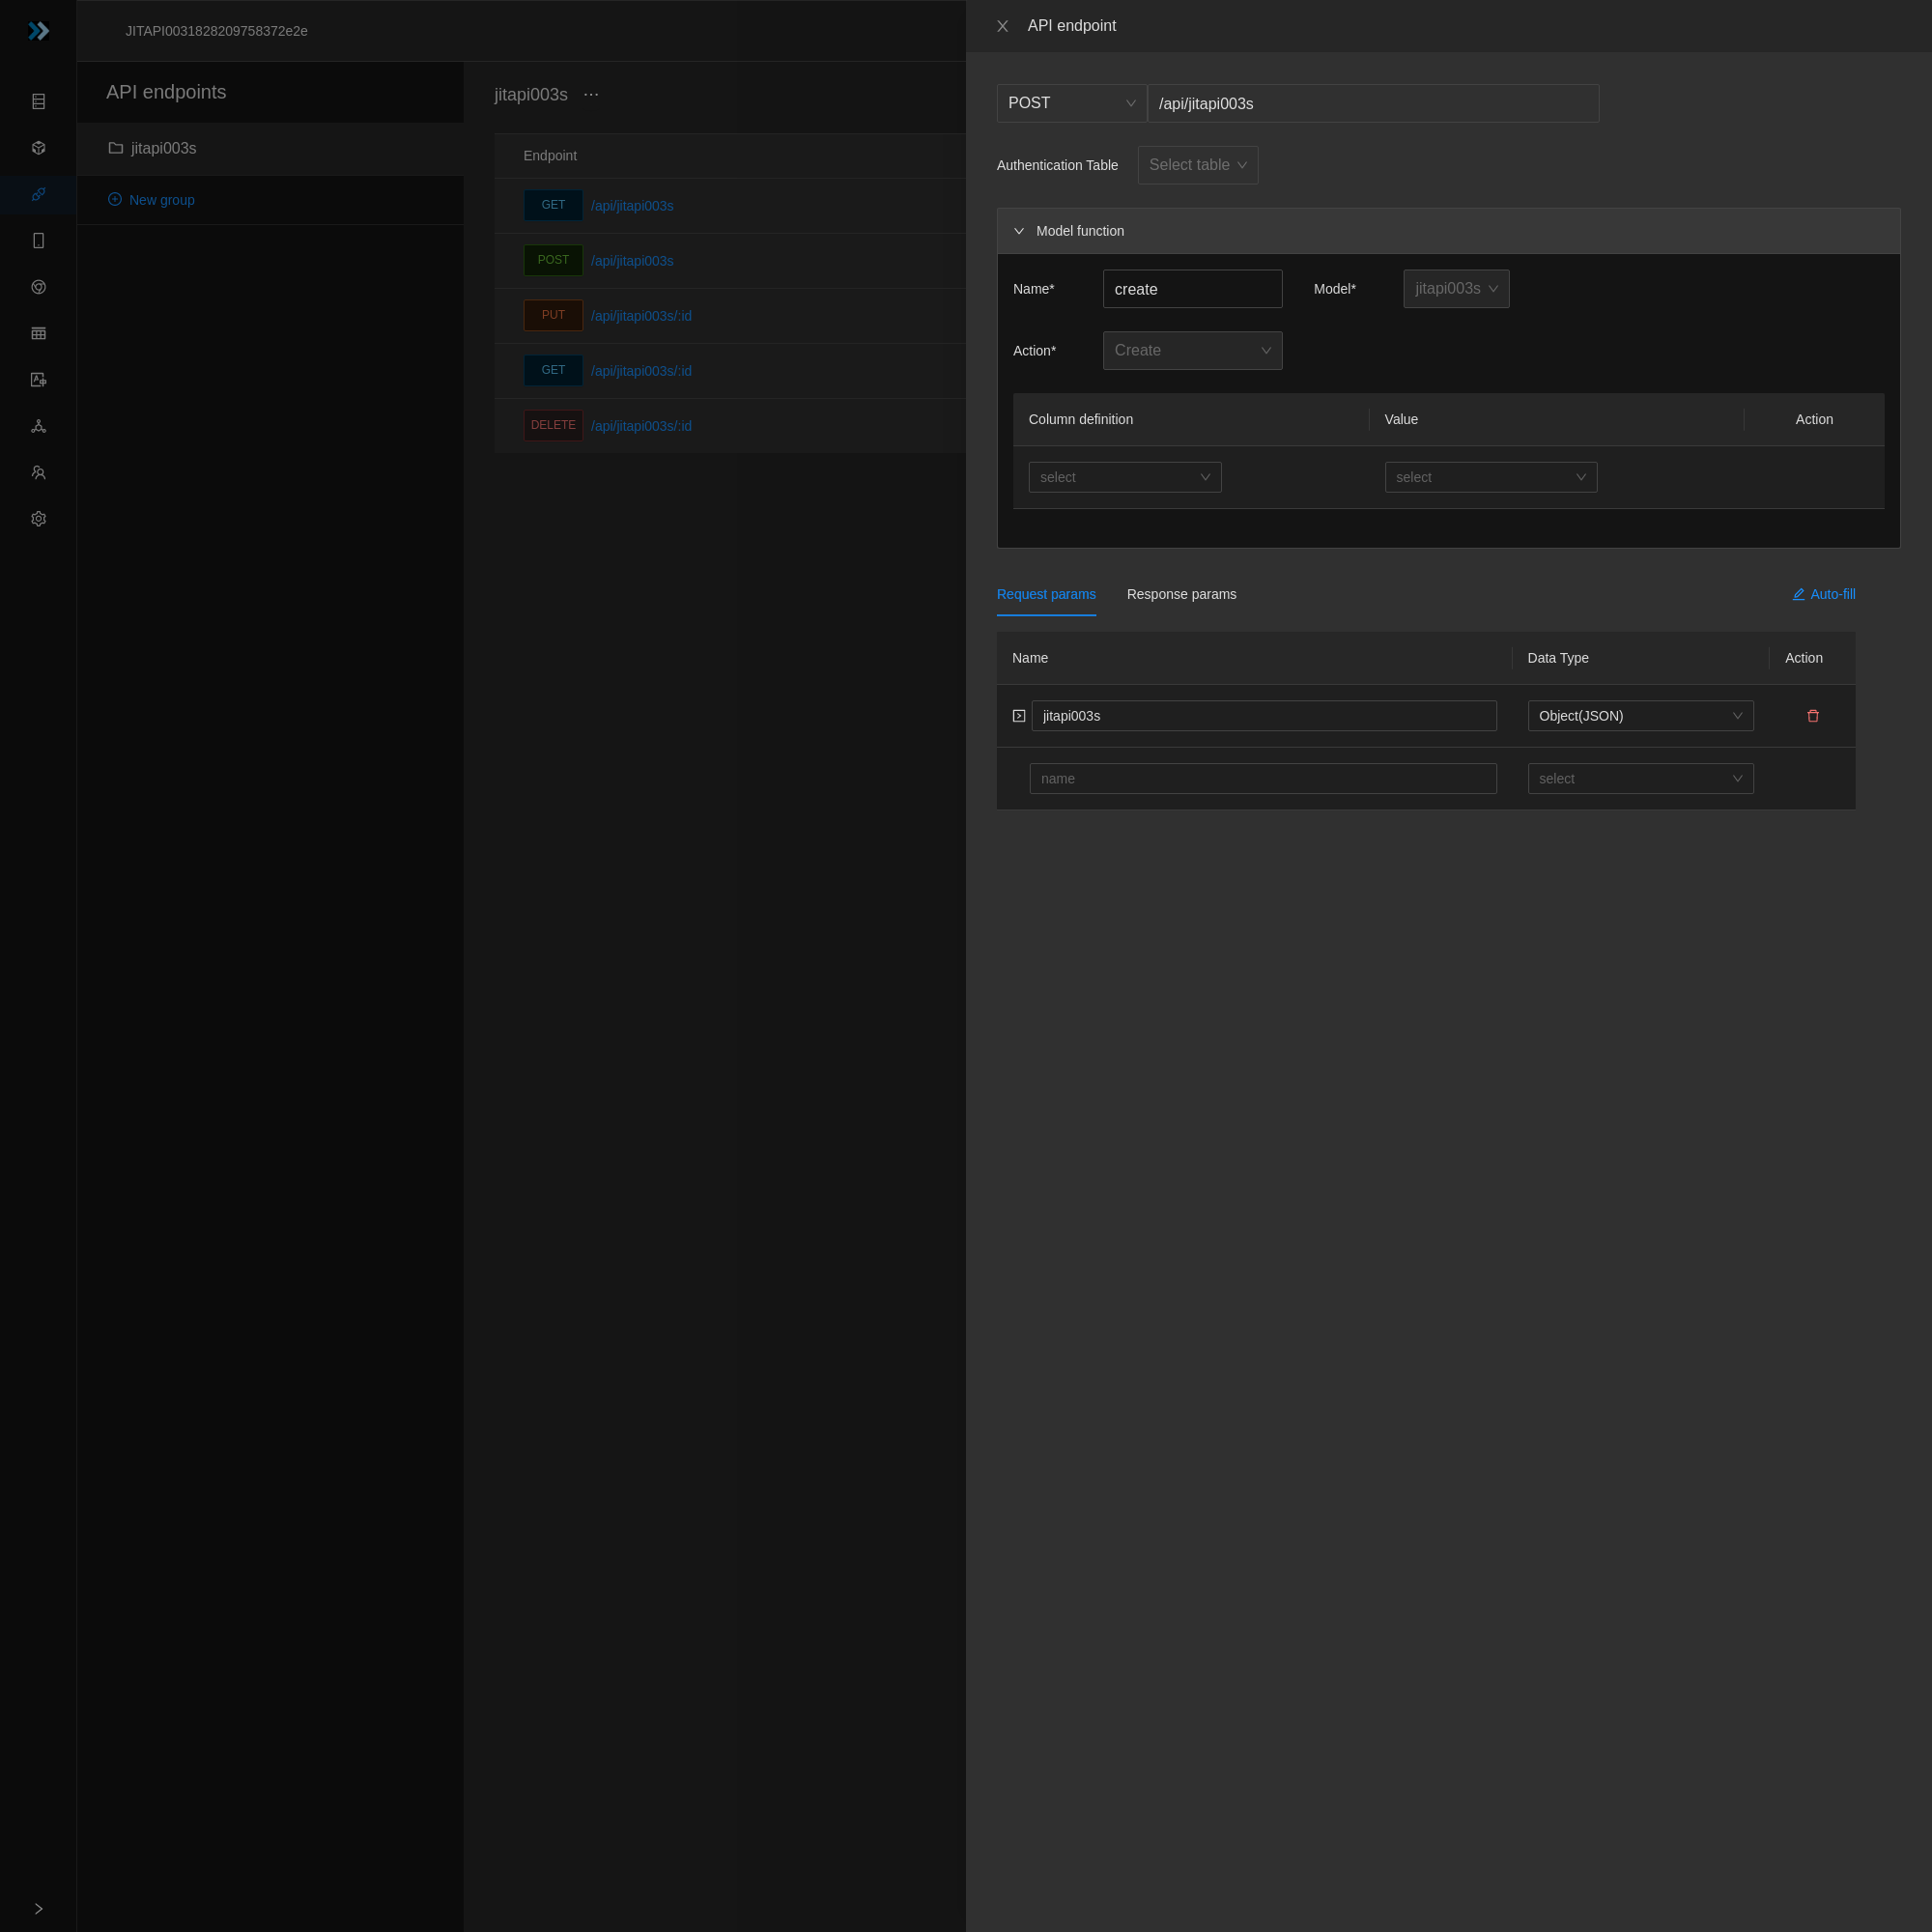 JITAPI0031828209758372e2e
API endpoints
jitapi003s
New group
jitapi003s ···
Endpoint
GET /api/jitapi003s
POST /api/jitapi003s
PUT /api/jitapi003s/:id
GET /api/jitapi003s/:id
DELETE /api/jitapi003s/:id
API endpoint
POST /api/jitapi003s
Authentication Table Select table
Model function
Name* create Model* jitapi003s
Action* Create
Column definition Value Action
select select
Request params Response params Auto-fill
Name Data Type Action
jitapi003s Object(JSON)
name select